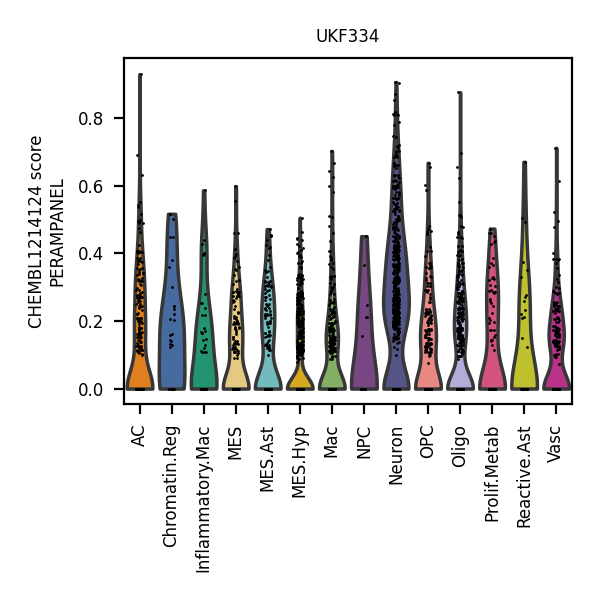 UKF334
CHEMBL1214124 score
PERAMPANEL
0.8
0.6
0.4
0.2
0.0
AC
Chromatin.Reg
Inflammatory.Mac
MES
MES.Ast
MES.Hyp
Mac
NPC
Neuron
OPC
Oligo
Prolif.Metab
Reactive.Ast
Vasc